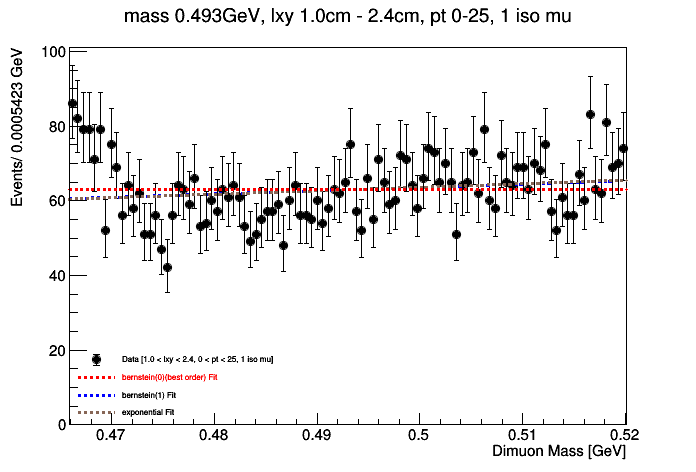 mass 0.493GeV, lxy 1.0cm - 2.4cm, pt 0-25, 1 iso mu
Events/ 0.0005423 GeV
100
80
60
40
20
0
Data [1.0 < lxy < 2.4, 0 < pt < 25, 1 iso mu]
bernstein(0)(best order) Fit
bernstein(1) Fit
exponential Fit
0.47 0.48 0.49 0.5 0.51 0.52
Dimuon Mass [GeV]